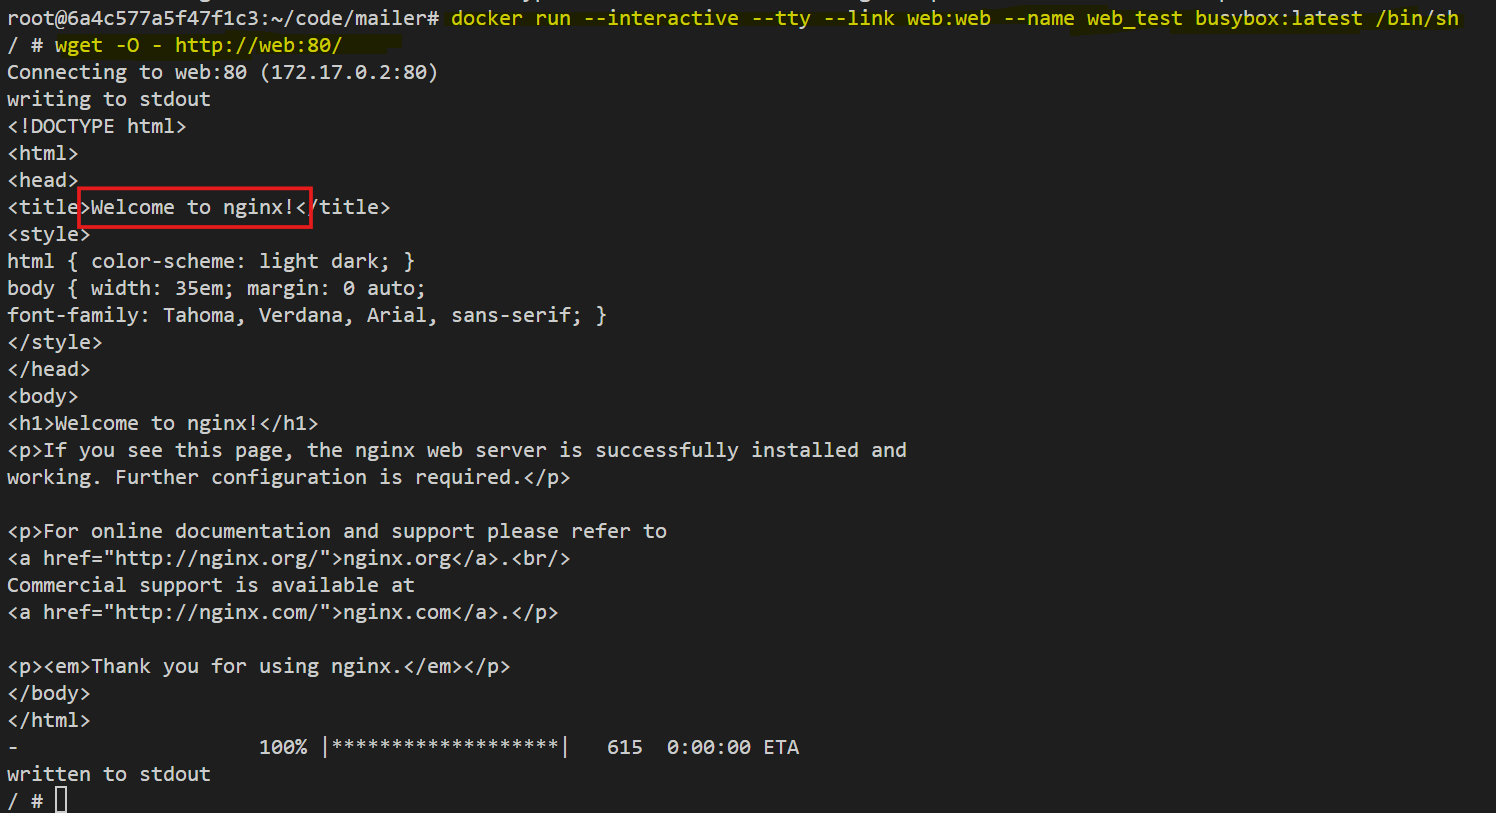 root@6a4c577a5f47f1c3:~/code/mailer# docker run --interactive --tty --link web:web --name web_test busybox:latest /bin/sh
/ # wget -O - http://web:80/
Connecting to web:80 (172.17.0.2:80)
writing to stdout
<!DOCTYPE html>
<html>
<head>
<title>Welcome to nginx!</title>
<style>
html { color-scheme: light dark; }
body { width: 35em; margin: 0 auto;
font-family: Tahoma, Verdana, Arial, sans-serif; }
</style>
</head>
<body>
<h1>Welcome to nginx!</h1>
<p>If you see this page, the nginx web server is successfully installed and
working. Further configuration is required.</p>

<p>For online documentation and support please refer to
<a href="http://nginx.org/">nginx.org</a>.<br/>
Commercial support is available at
<a href="http://nginx.com/">nginx.com</a>.</p>

<p><em>Thank you for using nginx.</em></p>
</body>
</html>
-                    100% |*******************|   615  0:00:00 ETA
written to stdout
/ #